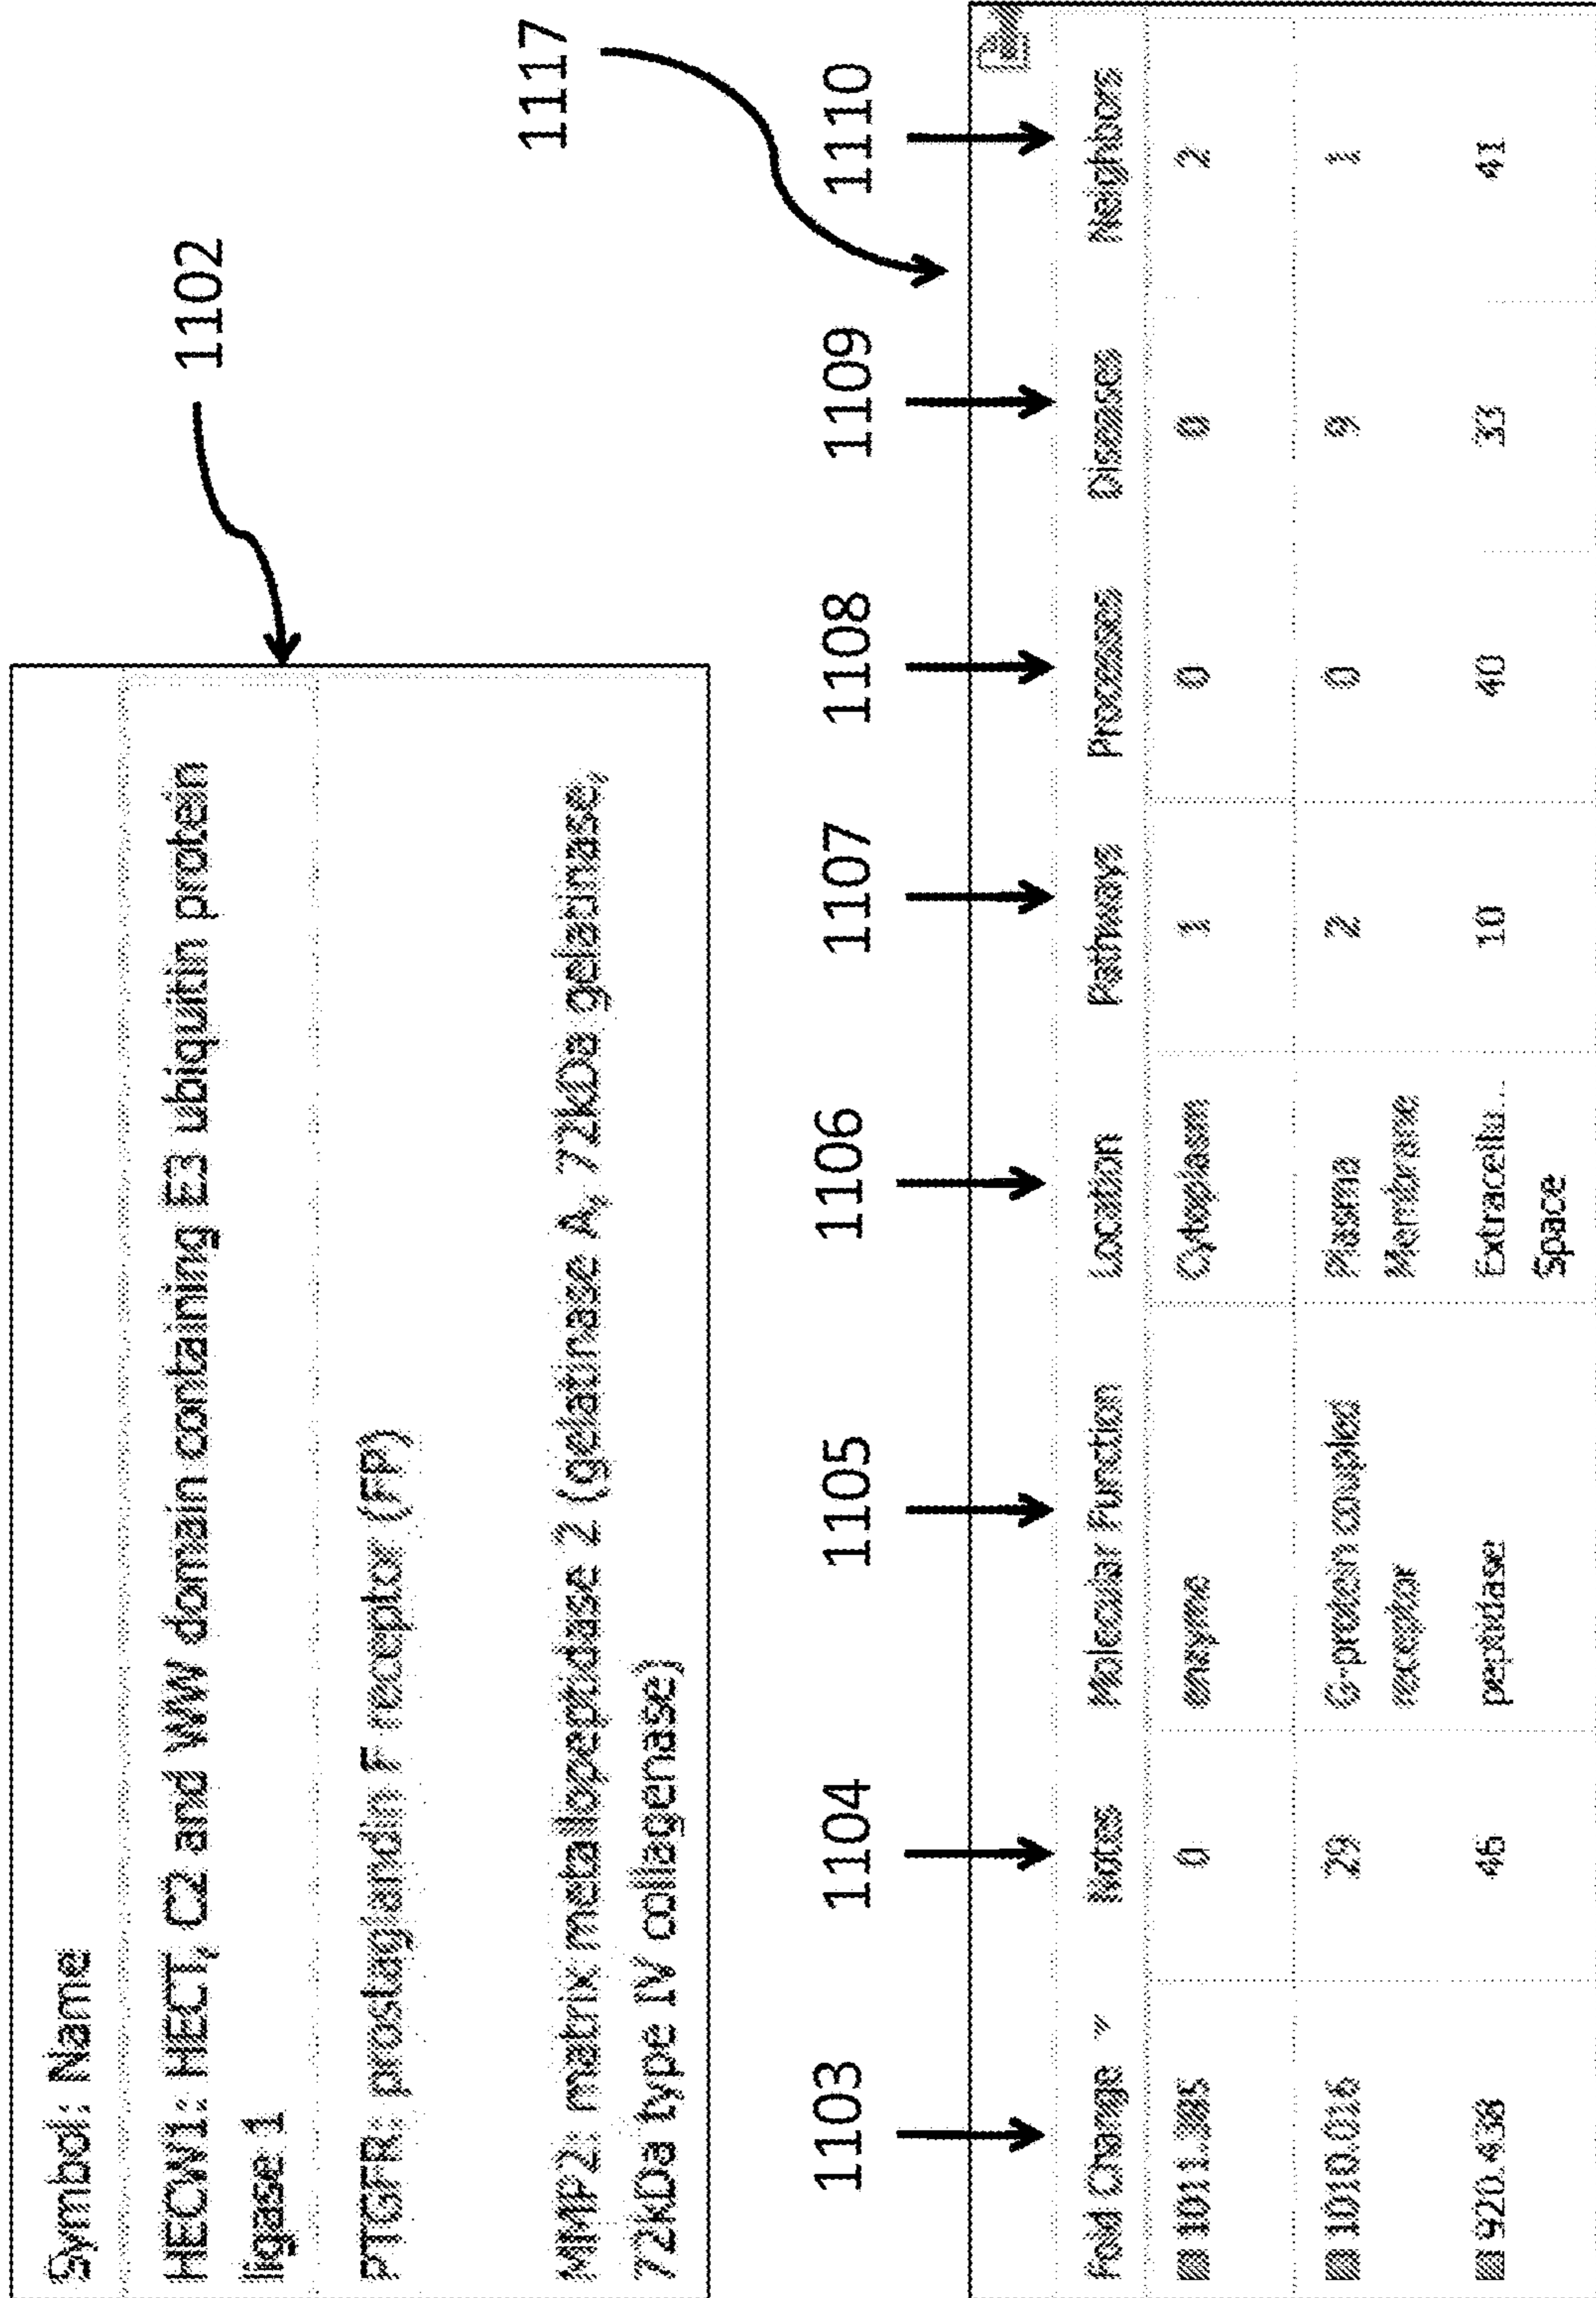 Symbol: Name
HECW1: HECT, C2 and WW domain containing E3 ubiquitin protein
ligase 1
PTGFR: prostaglandin F receptor (FP)
MMP2: matrix metallopeptidase 2 (gelatinase A, 72kDa gelatinase,
72kDa type IV collagenase)
1102
1117
1103 1104 1105 1106 1107 1108 1109 1110
Fold Change Notes Molecular Function Location Pathways Processes Diseases Neighbors
1011.385 0 enzyme Cytoplasm 1 0 0 2
1010.016 29 G-protein coupled Plasma 2 0 9 1
receptor Membrane
920.438 46 peptidase Extracellu... 10 40 33 41
Space